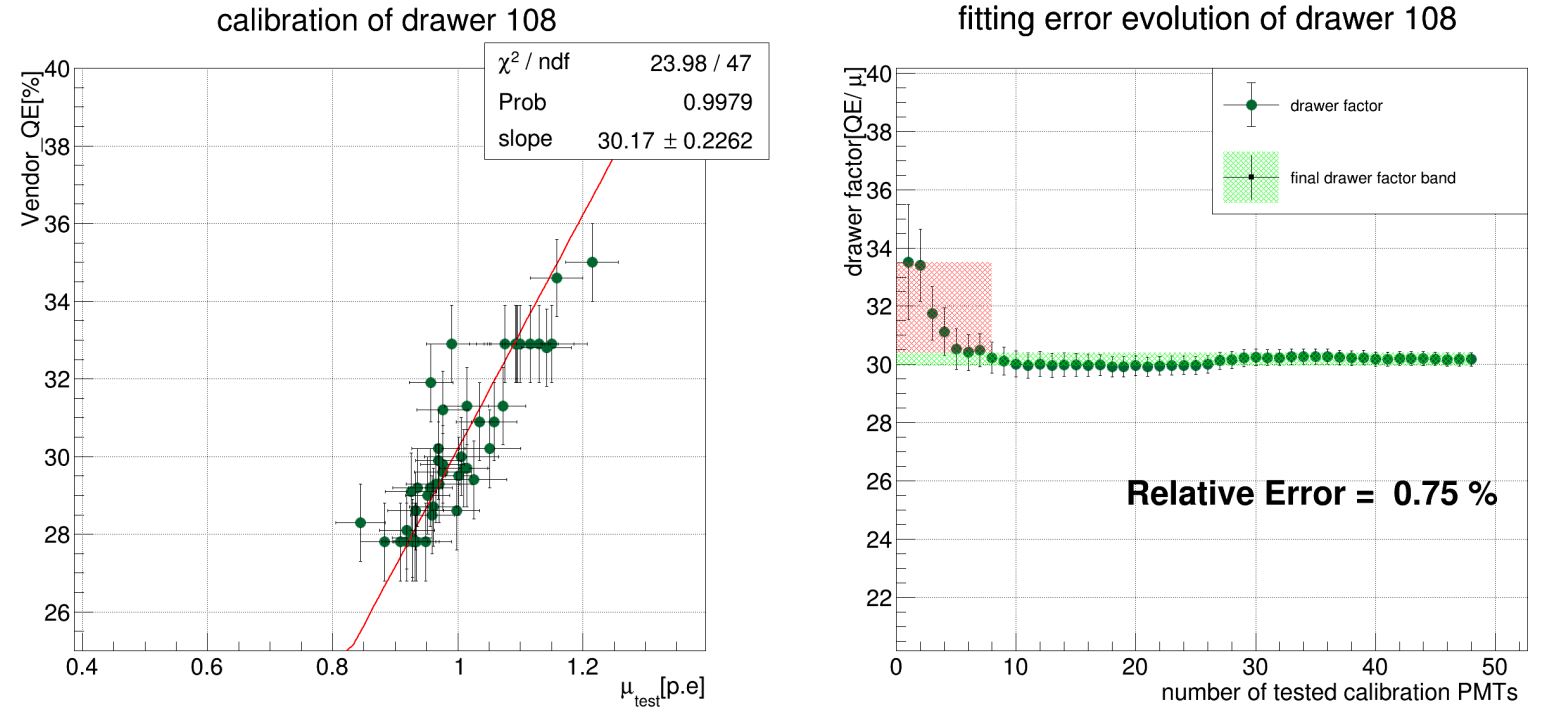 calibration of drawer 108
χ² / ndf 23.98 / 47
Prob 0.9979
slope 30.17 ± 0.2262
Vendor_QE[%]
40
38
36
34
32
30
28
26
0.4 0.6 0.8 1 1.2
μtest[p.e]
fitting error evolution of drawer 108
drawer factor
final drawer factor band
drawer factor[QE/ μ]
40
38
36
34
32
30
28
26
24
22
Relative Error = 0.75 %
0 10 20 30 40 50
number of tested calibration PMTs